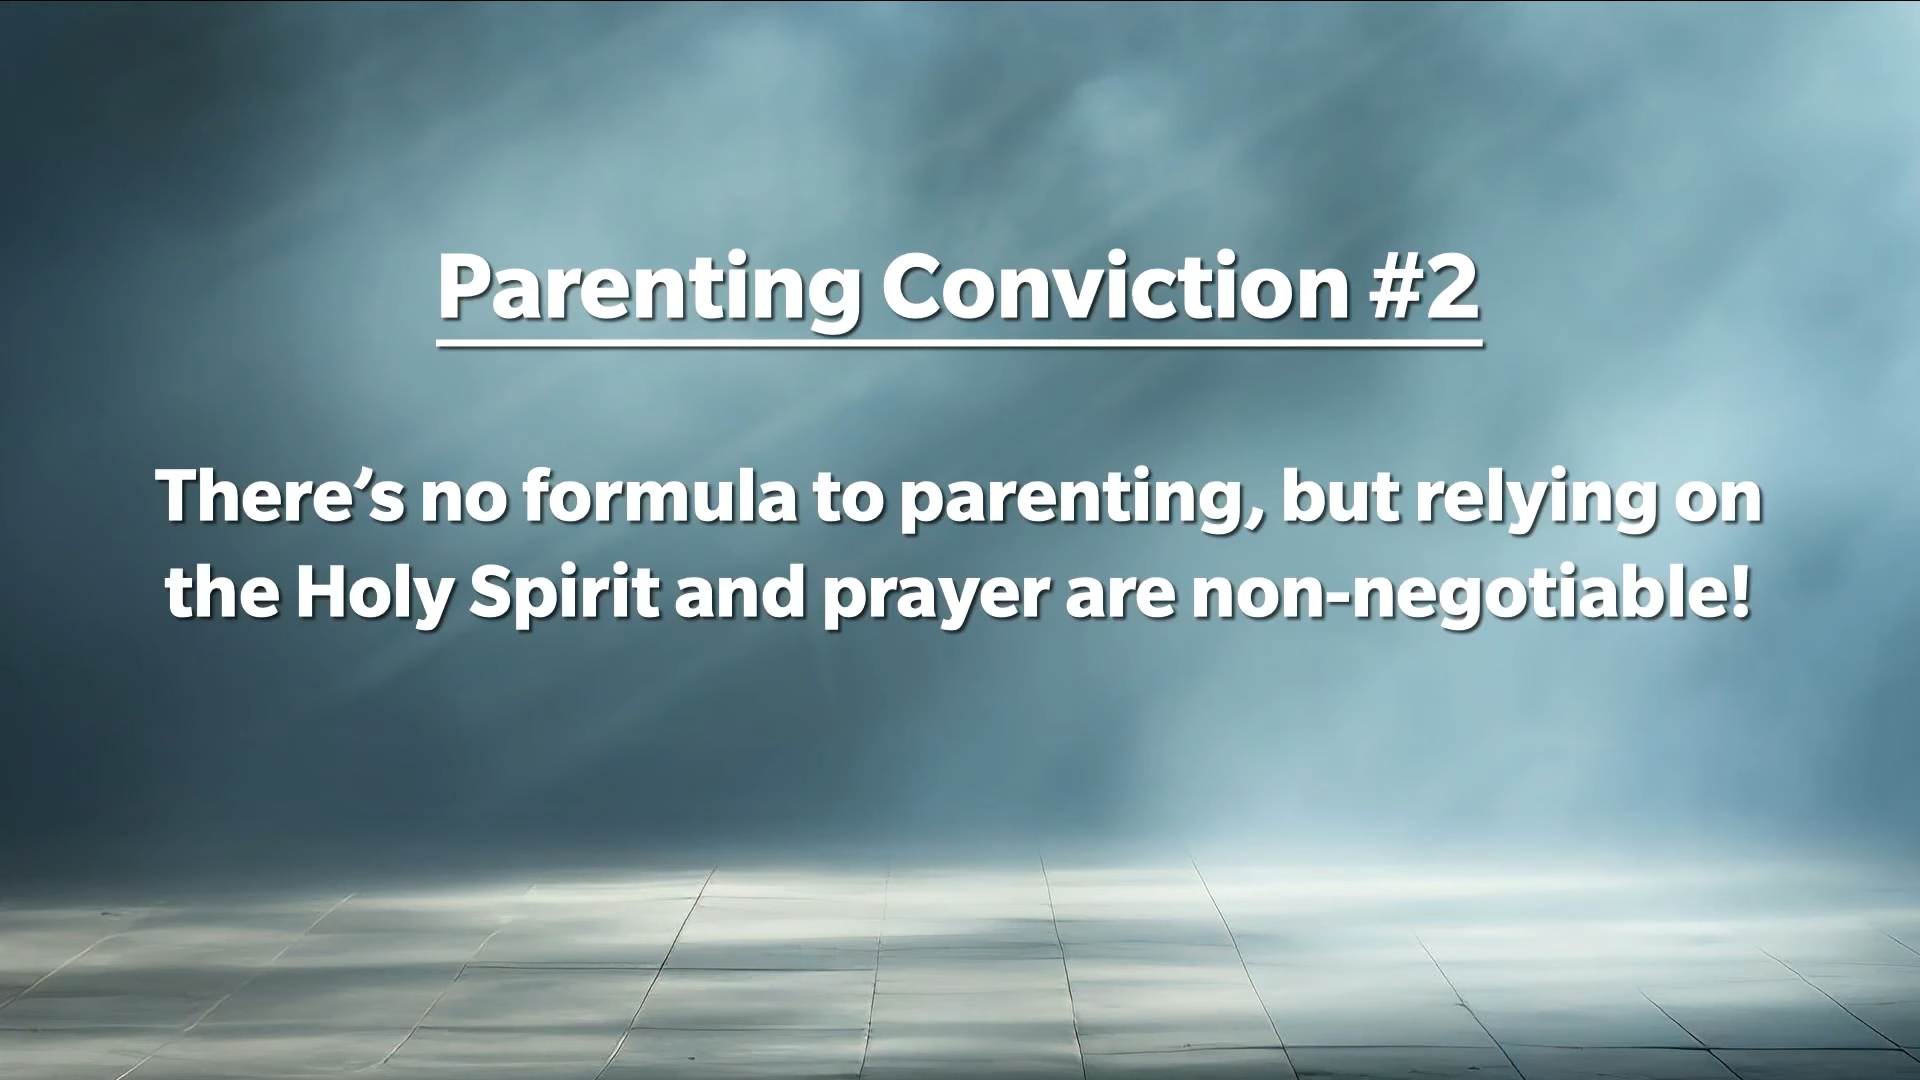 Parenting Conviction #2
There’s no formula to parenting, but relying on
the Holy Spirit and prayer are non-negotiable!